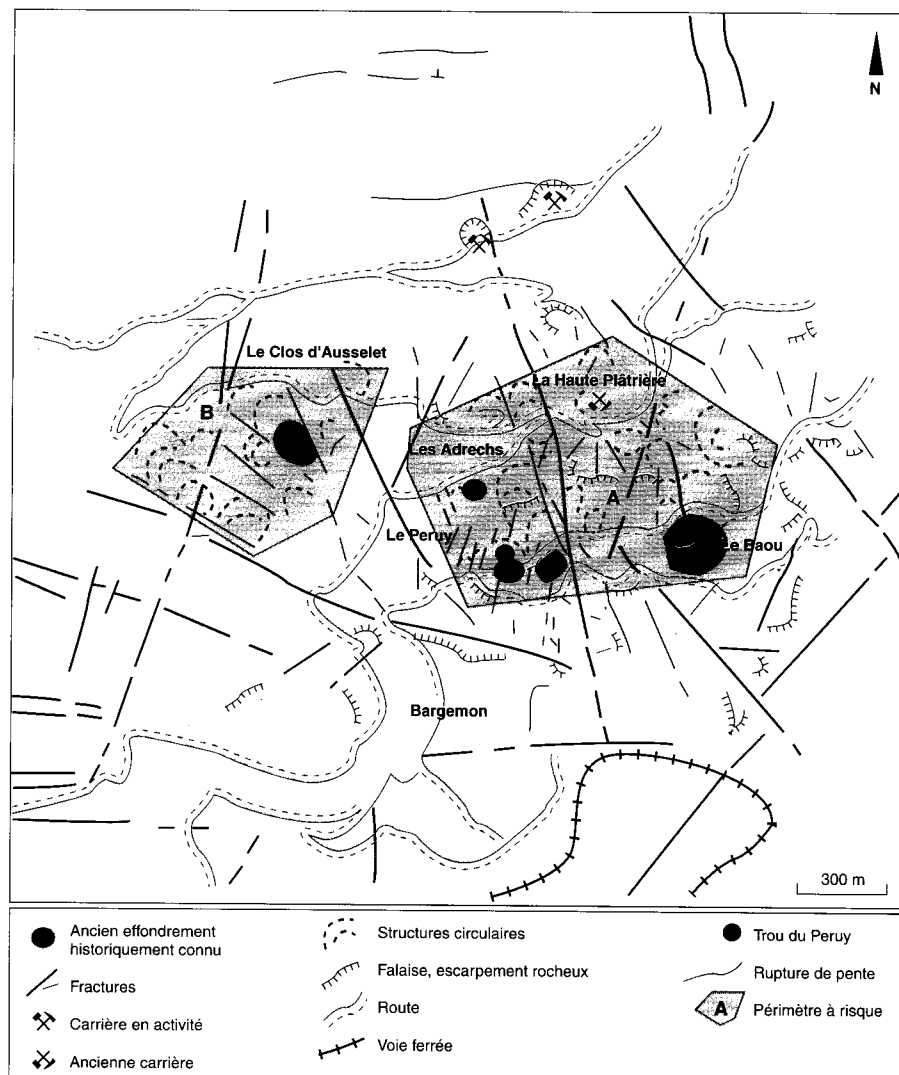 N
Le Clos d'Ausselet
La Haute Plâtrière
B
Les Adrechs
A
Le Peruy
Le Baou
Bargemon
300 m
Ancien effondrement
historiquement connu
Fractures
Carrière en activité
Ancienne carrière
Structures circulaires
Falaise, escarpement rocheux
Route
Voie ferrée
Trou du Peruy
Rupture de pente
A
Périmètre à risque